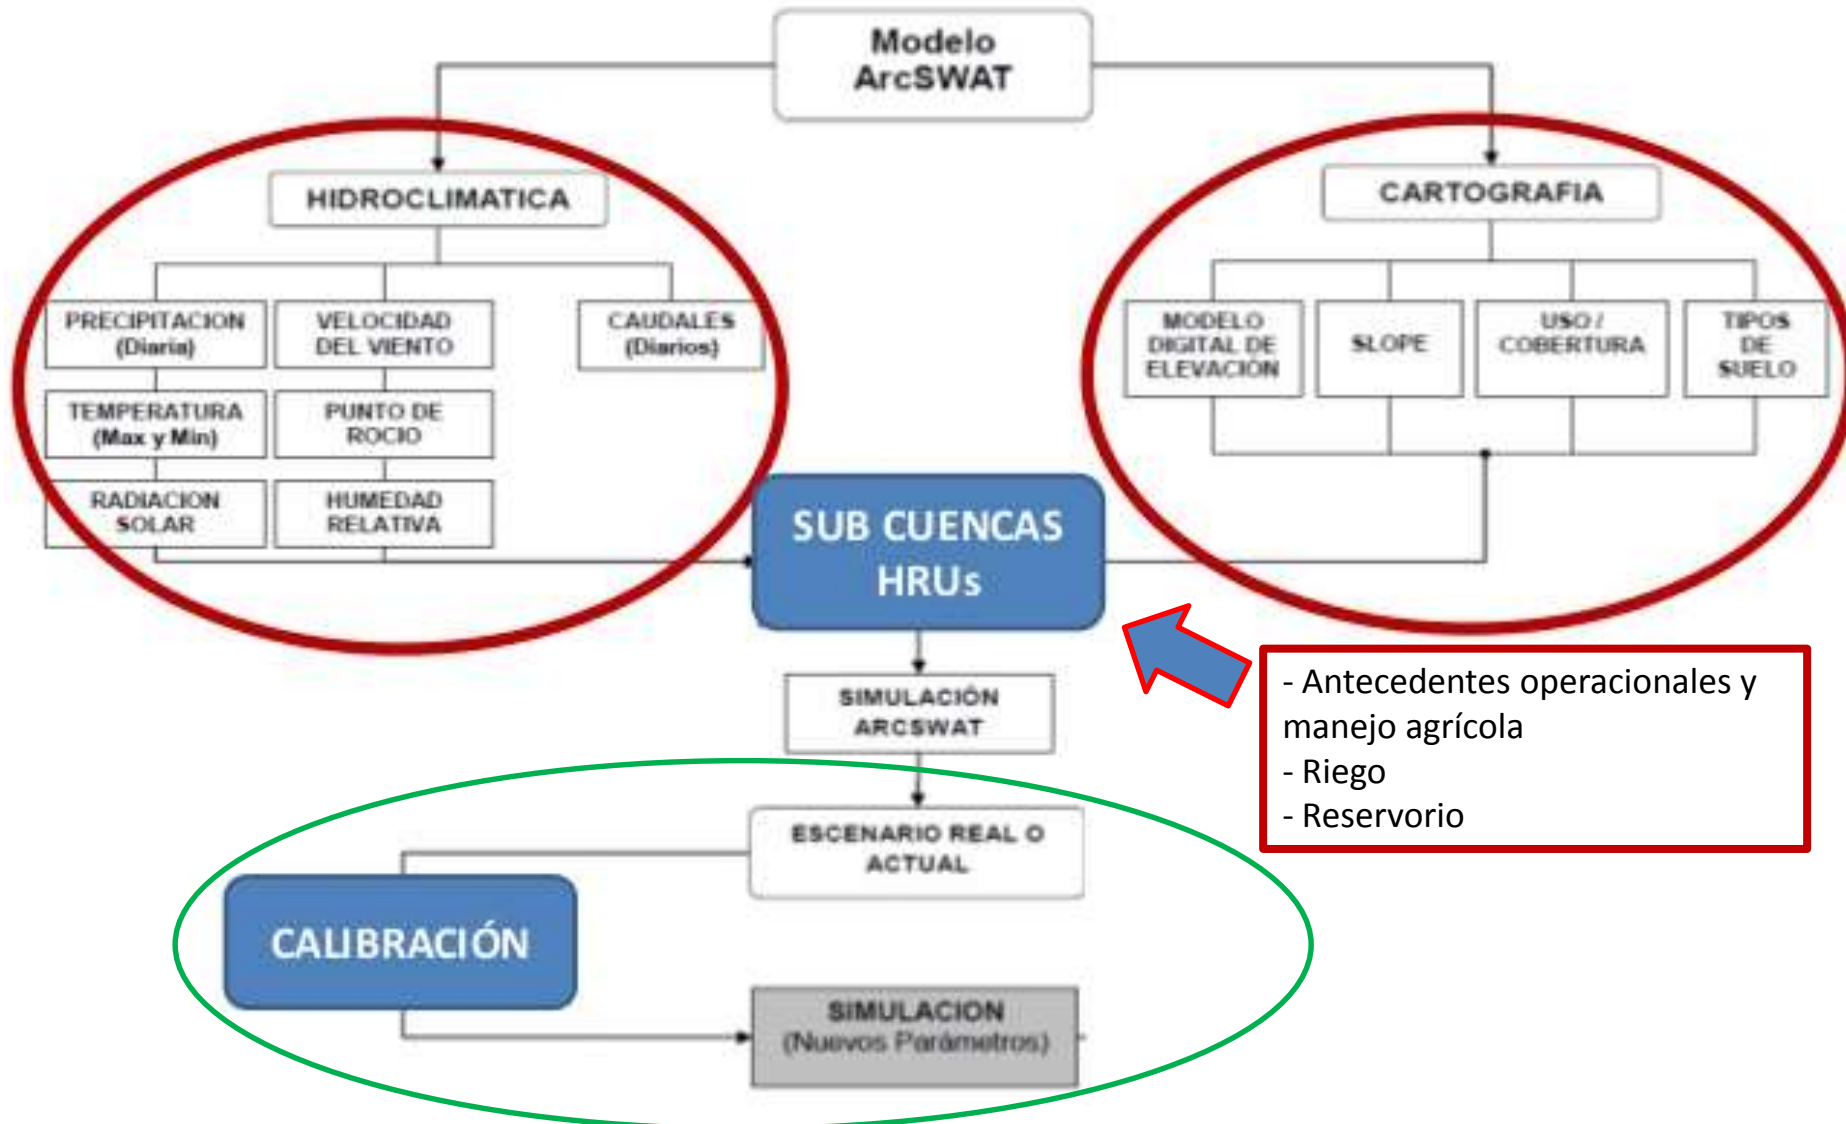 Modelo
ArcSWAT
HIDROCLIMATICA
CARTOGRAFIA
PRECIPITACION
(Diaria)
VELOCIDAD
DEL VIENTO
CAUDALES
(Diarios)
MODELO
DIGITAL DE
ELEVACIÓN
SLOPE
USO /
COBERTURA
TIPOS
DE
SUELO
TEMPERATURA
(Max y Min)
PUNTO DE
ROCIO
RADIACION
SOLAR
HUMEDAD
RELATIVA
SUB CUENCAS
HRUs
- Antecedentes operacionales y
manejo agrícola
- Riego
- Reservorio
SIMULACIÓN
ARCSWAT
ESCENARIO REAL O
ACTUAL
CALIBRACIÓN
SIMULACION
(Nuevos Parámetros)